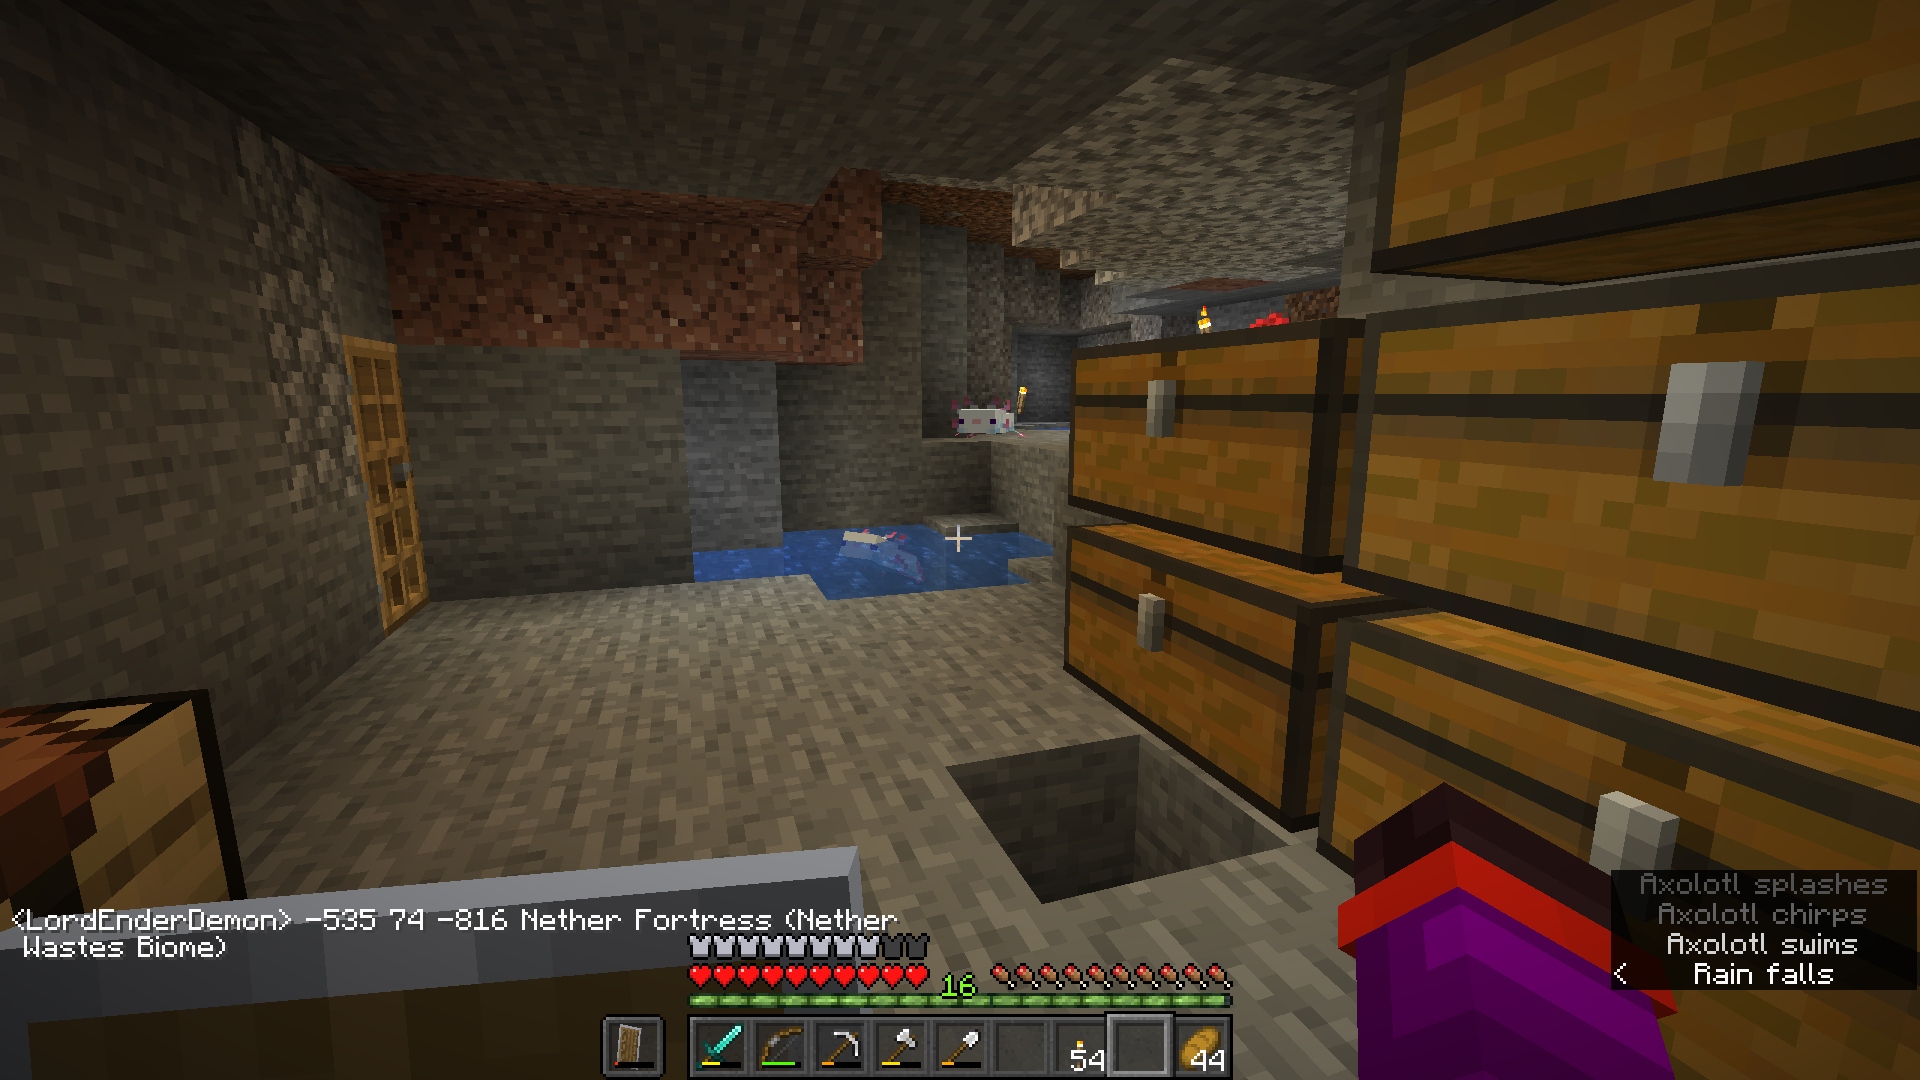 <LordEnderDemon> -535 74 -816 Nether Fortress (Nether
Wastes Biome)
Axolotl splashes
Axolotl chirps
Axolotl swims
< Rain falls
16
54
44